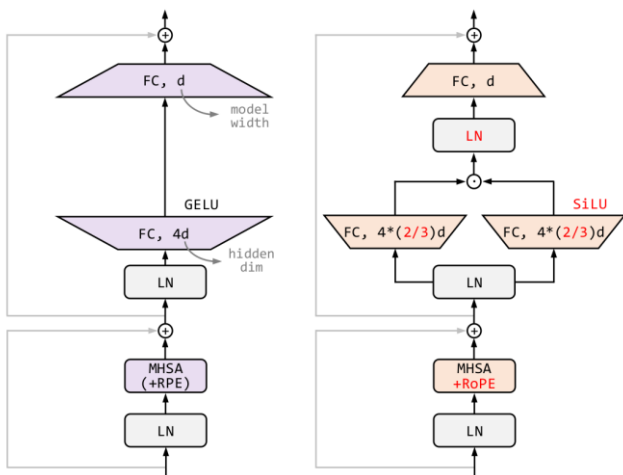 FC, d
model
width
GELU
FC, 4d
hidden
dim
LN
MHSA
(+RPE)
LN
FC, d
LN
SiLU
FC, 4*(2/3)d
FC, 4*(2/3)d
LN
MHSA
+RoPE
LN